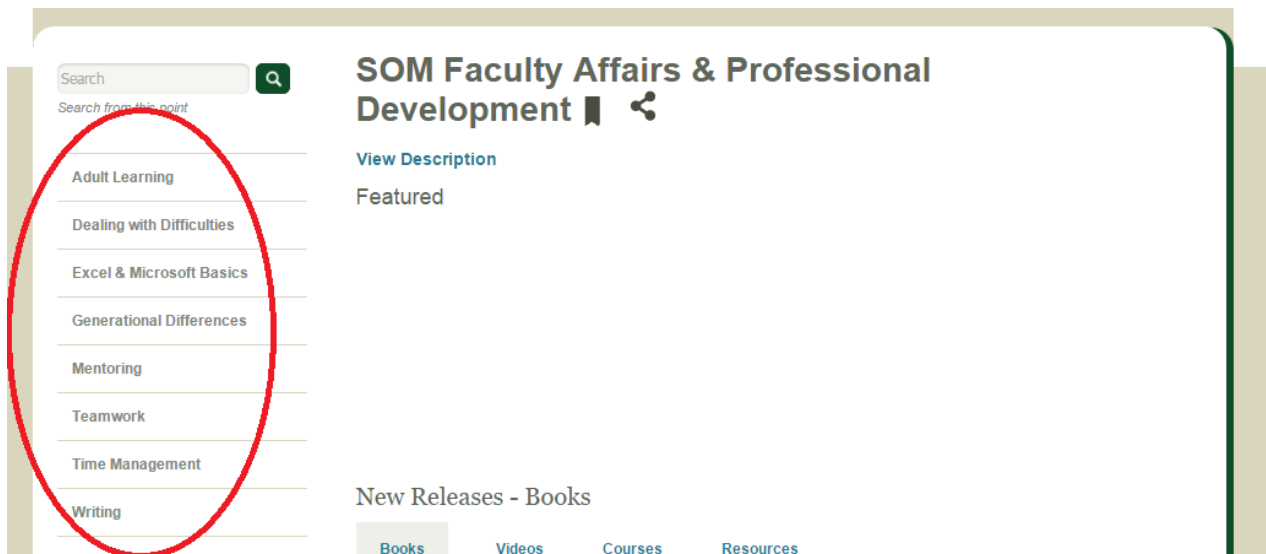 Search
Search from this point
Adult Learning
Dealing with Difficulties
Excel & Microsoft Basics
Generational Differences
Mentoring
Teamwork
Time Management
Writing
SOM Faculty Affairs & Professional
Development
View Description
Featured
New Releases - Books
Books Videos Courses Resources